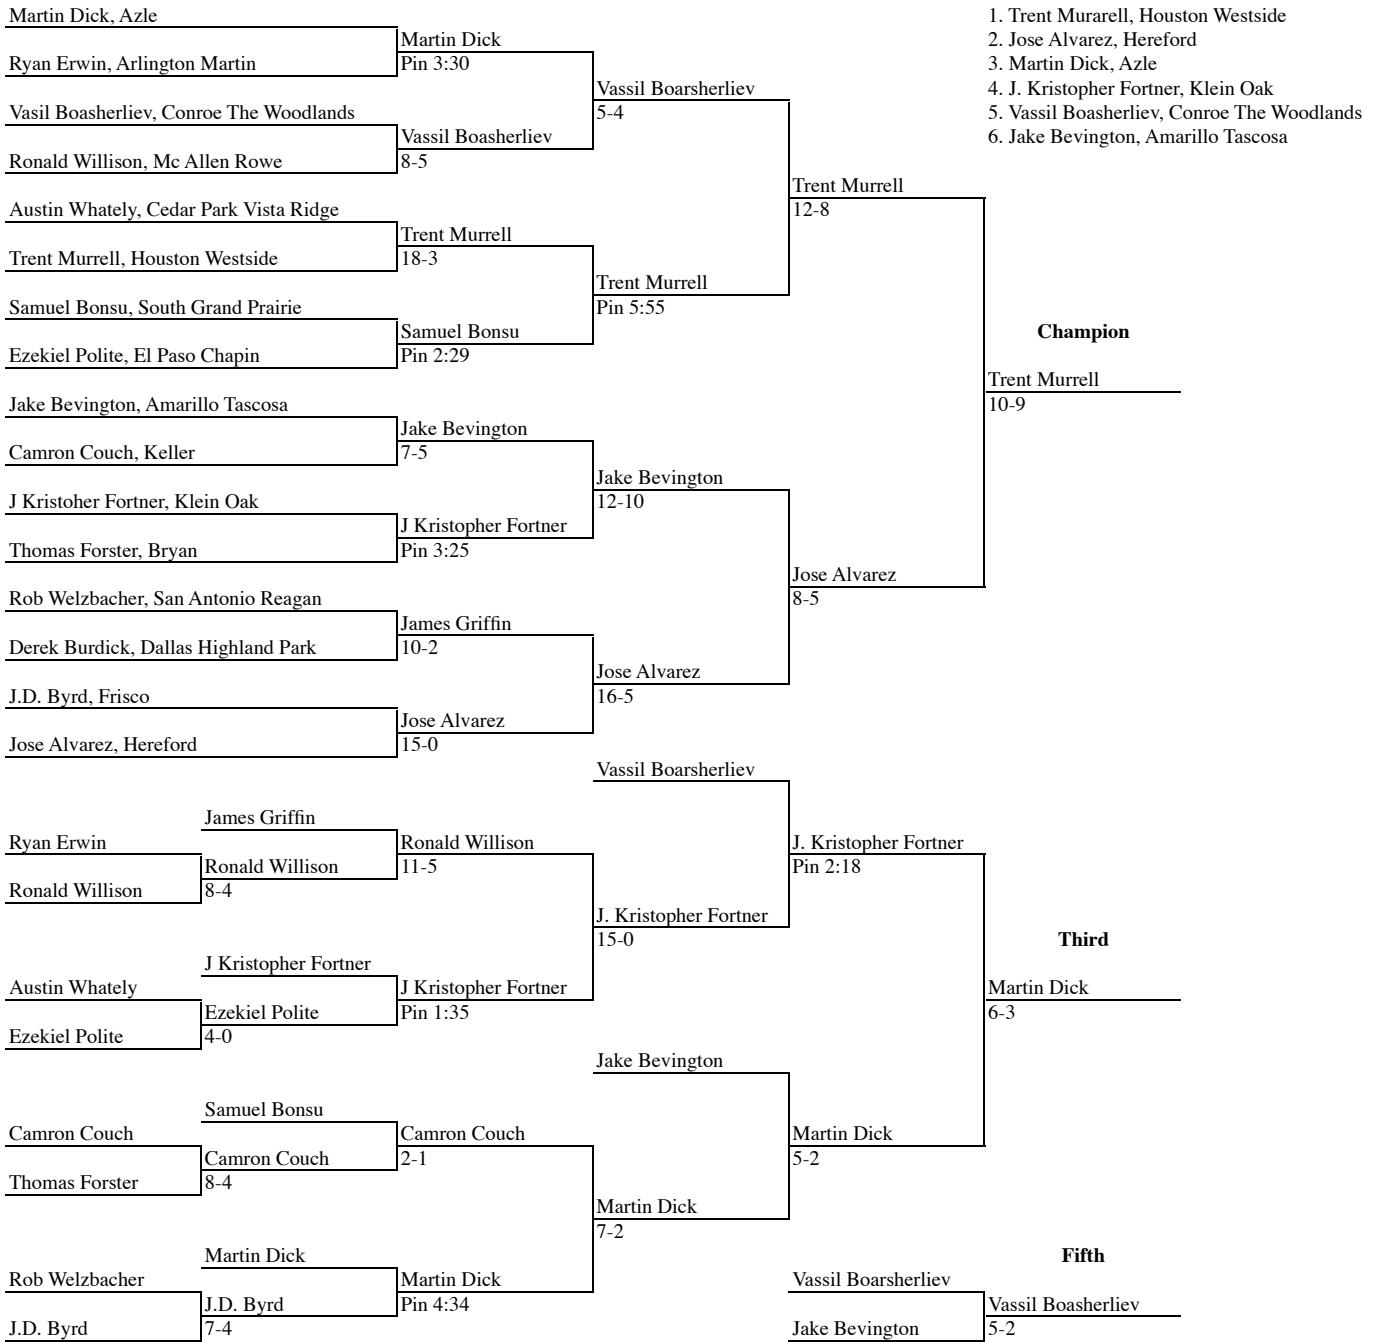 Martin Dick, Azle
1. Trent Murarell, Houston Westside
Martin Dick
2. Jose Alvarez, Hereford
Ryan Erwin, Arlington Martin
Pin 3:30
3. Martin Dick, Azle
Vassil Boarsherliev
4. J. Kristopher Fortner, Klein Oak
Vasil Boasherliev, Conroe The Woodlands
5-4
5. Vassil Boasherliev, Conroe The Woodlands
Vassil Boasherliev
6. Jake Bevington, Amarillo Tascosa
Ronald Willison, Mc Allen Rowe
8-5
Trent Murrell
Austin Whately, Cedar Park Vista Ridge
12-8
Trent Murrell
Trent Murrell, Houston Westside
18-3
Trent Murrell
Samuel Bonsu, South Grand Prairie
Pin 5:55
Samuel Bonsu
Champion
Ezekiel Polite, El Paso Chapin
Pin 2:29
Trent Murrell
Jake Bevington, Amarillo Tascosa
10-9
Jake Bevington
Camron Couch, Keller
7-5
Jake Bevington
J Kristoher Fortner, Klein Oak
12-10
J Kristopher Fortner
Thomas Forster, Bryan
Pin 3:25
Jose Alvarez
Rob Welzbacher, San Antonio Reagan
8-5
James Griffin
Derek Burdick, Dallas Highland Park
10-2
Jose Alvarez
J.D. Byrd, Frisco
16-5
Jose Alvarez
Jose Alvarez, Hereford
15-0
Vassil Boarsherliev
James Griffin
Ryan Erwin
Ronald Willison
J. Kristopher Fortner
Ronald Willison
11-5
Pin 2:18
Ronald Willison
8-4
J. Kristopher Fortner
15-0
Third
J Kristopher Fortner
Austin Whately
J Kristopher Fortner
Martin Dick
Ezekiel Polite
Pin 1:35
6-3
Ezekiel Polite
4-0
Jake Bevington
Samuel Bonsu
Camron Couch
Camron Couch
Martin Dick
Camron Couch
2-1
5-2
Thomas Forster
8-4
Martin Dick
7-2
Martin Dick
Fifth
Rob Welzbacher
Martin Dick
Vassil Boarsherliev
J.D. Byrd
Pin 4:34
Vassil Boasherliev
J.D. Byrd
7-4
Jake Bevington
5-2